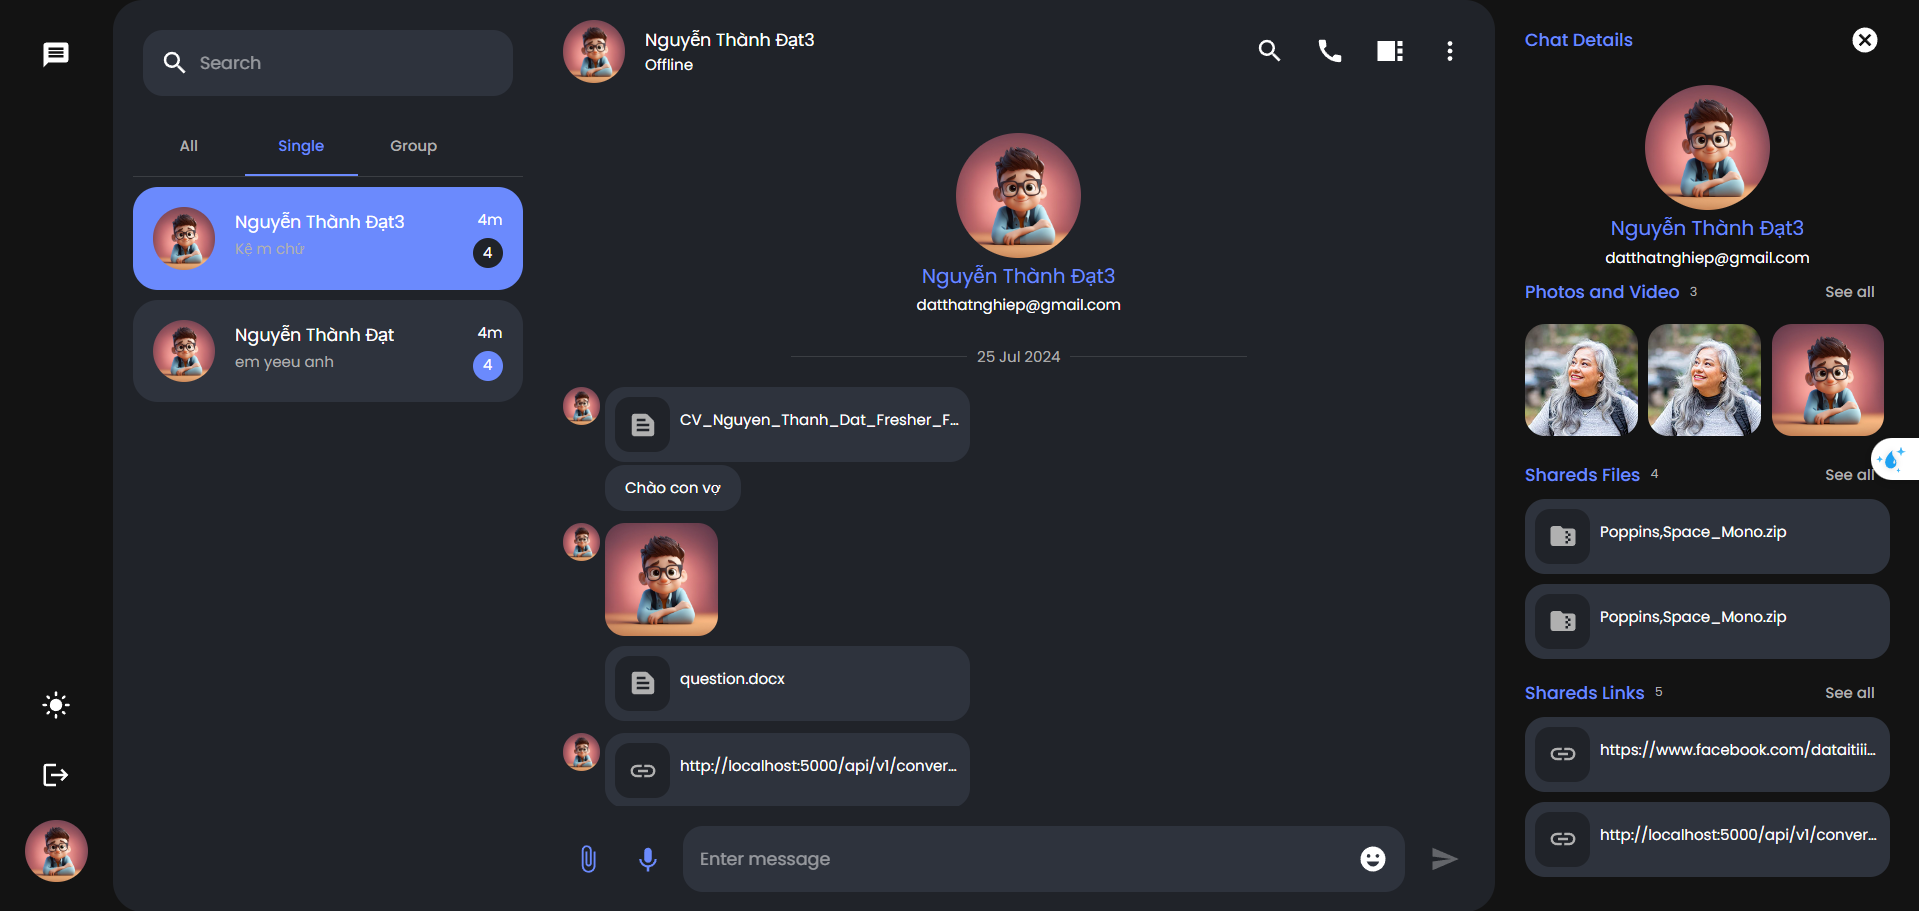 Search
All
Single
Group
Nguyễn Thành Đạt3
4m
Kệ m chứ
4
Nguyễn Thành Đạt
4m
em yeeu anh
4
Nguyễn Thành Đạt3
Offline
Nguyễn Thành Đạt3
datthatnghiep@gmail.com
25 Jul 2024
CV_Nguyen_Thanh_Dat_Fresher_F...
Chào con vợ
question.docx
http://localhost:5000/api/v1/conver...
Enter message
Chat Details
Nguyễn Thành Đạt3
datthatnghiep@gmail.com
Photos and Video 3
See all
Shareds Files 4
See all
Poppins,Space_Mono.zip
Poppins,Space_Mono.zip
Shareds Links 5
See all
https://www.facebook.com/dataitiii...
http://localhost:5000/api/v1/conver...